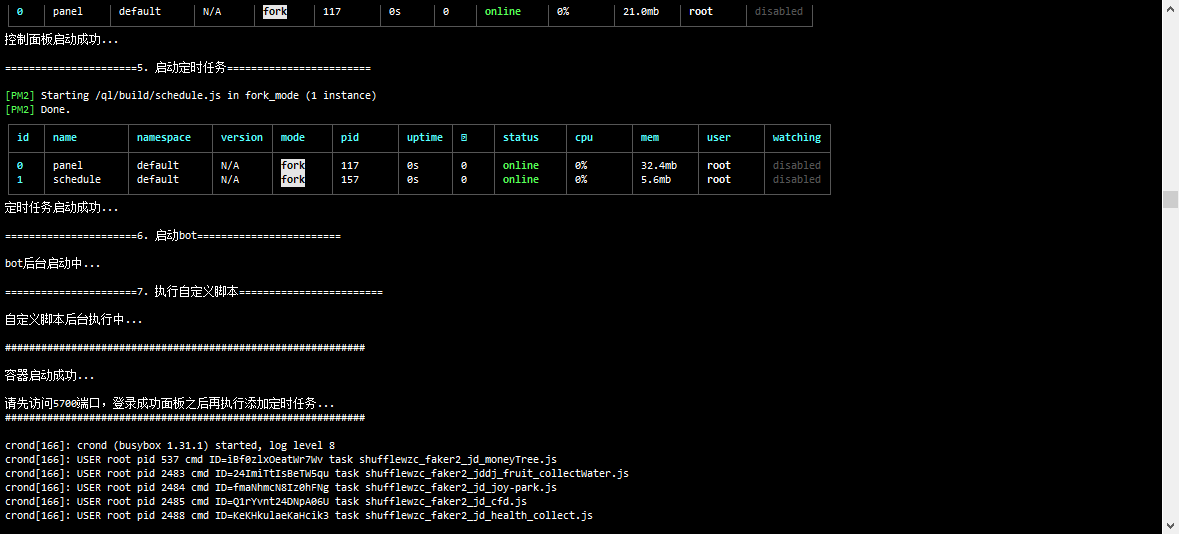 0 panel default N/A fork 117 0s 0 online 0% 21.0mb root disabled
控制面板启动成功...
======================5. 启动定时任务========================
[PM2] Starting /ql/build/schedule.js in fork_mode (1 instance)
[PM2] Done.
id name namespace version mode pid uptime status cpu mem user watching
0 panel default N/A fork 117 0s 0 online 0% 32.4mb root disabled
1 schedule default N/A fork 157 0s 0 online 0% 5.6mb root disabled
定时任务启动成功...
======================6. 启动bot========================
bot后台启动中...
======================7. 执行自定义脚本========================
自定义脚本后台执行中...
############################################################
容器启动成功...
请先访问5700端口，登录成功面板之后再执行添加定时任务...
############################################################
crond[166]: crond (busybox 1.31.1) started, log level 8
crond[166]: USER root pid 537 cmd ID=iBf0zlxOeatWr7Wv task shufflewzc_faker2_jd_moneyTree.js
crond[166]: USER root pid 2483 cmd ID=24ImiTtIsBeTW5qu task shufflewzc_faker2_jddj_fruit_collectWater.js
crond[166]: USER root pid 2484 cmd ID=fmaNhmcN8Iz0hFNg task shufflewzc_faker2_jd_joy-park.js
crond[166]: USER root pid 2485 cmd ID=Q1rYvnt24DNpA06U task shufflewzc_faker2_jd_cfd.js
crond[166]: USER root pid 2488 cmd ID=KeKHkulaeKaHcik3 task shufflewzc_faker2_jd_health_collect.js